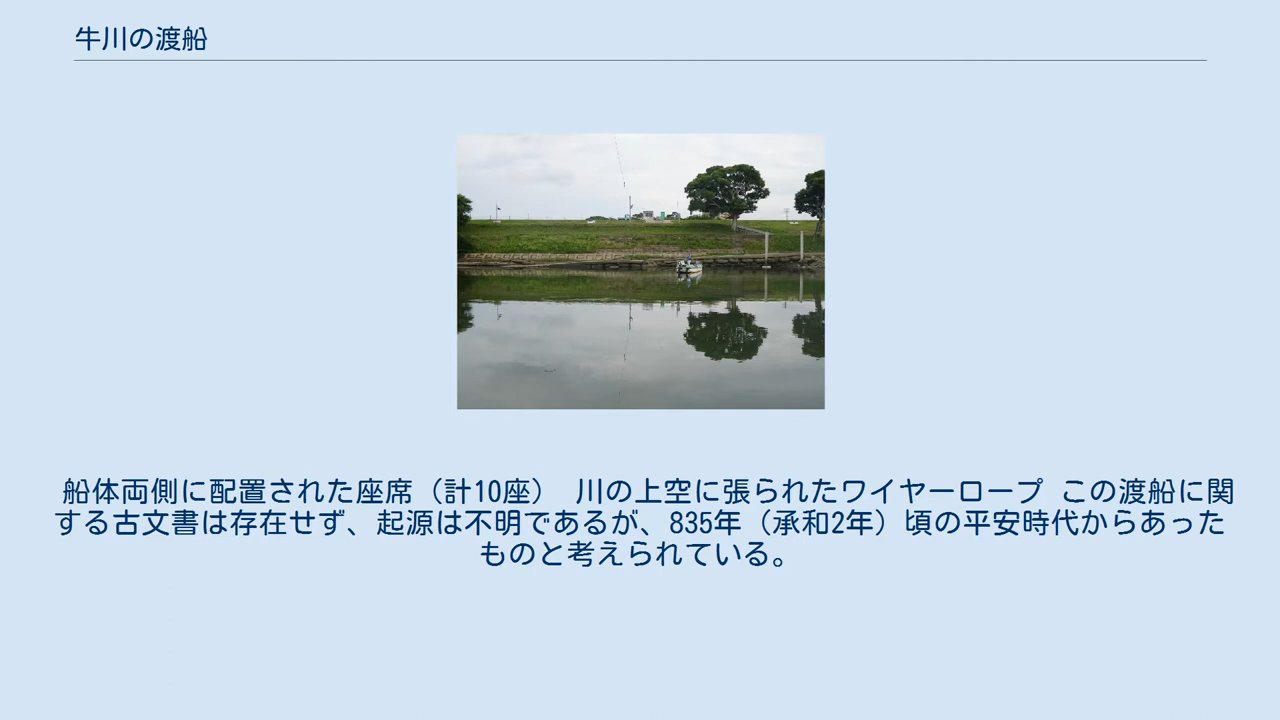 牛川の渡船
船体両側に配置された座席（計10座） 川の上空に張られたワイヤーロープ この渡船に関
する古文書は存在せず、起源は不明であるが、835年（承和2年）頃の平安時代からあった
ものと考えられている。